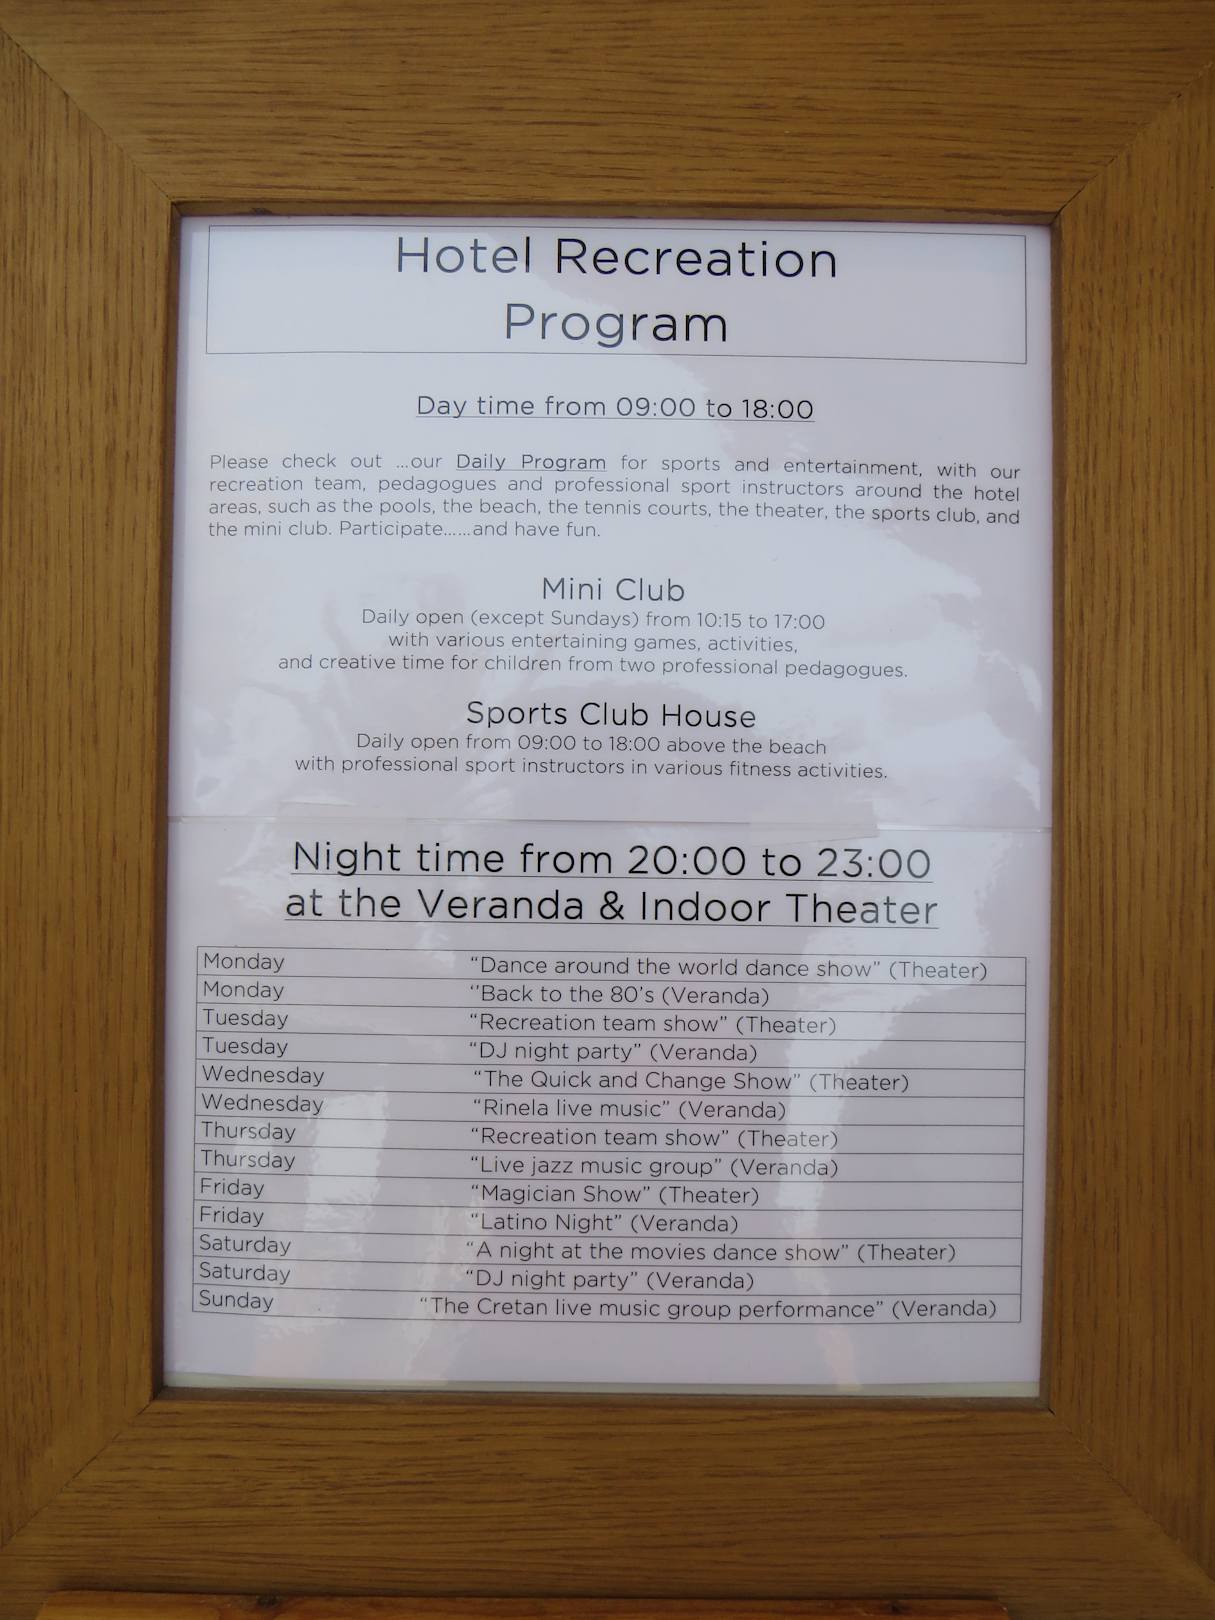 Hotel Recreation
Program
Day time from 09:00 to 18:00
Please check out ...our Daily Program for sports and entertainment, with our
recreation team, pedagogues and professional sport instructors around the hotel
areas, such as the pools, the beach, the tennis courts, the theater, the sports club, and
the mini club. Participate......and have fun.
Mini Club
Daily open (except Sundays) from 10:15 to 17:00
with various entertaining games, activities,
and creative time for children from two professional pedagogues.
Sports Club House
Daily open from 09:00 to 18:00 above the beach
with professional sport instructors in various fitness activities.
Night time from 20:00 to 23:00
at the Veranda & Indoor Theater
Monday “Dance around the world dance show” (Theater)
Monday ‘’Back to the 80’s (Veranda)
Tuesday “Recreation team show” (Theater)
Tuesday “DJ night party” (Veranda)
Wednesday “The Quick and Change Show” (Theater)
Wednesday “Rinela live music” (Veranda)
Thursday “Recreation team show” (Theater)
Thursday “Live jazz music group” (Veranda)
Friday “Magician Show” (Theater)
Friday “Latino Night” (Veranda)
Saturday “A night at the movies dance show” (Theater)
Saturday “DJ night party” (Veranda)
Sunday “The Cretan live music group performance” (Veranda)